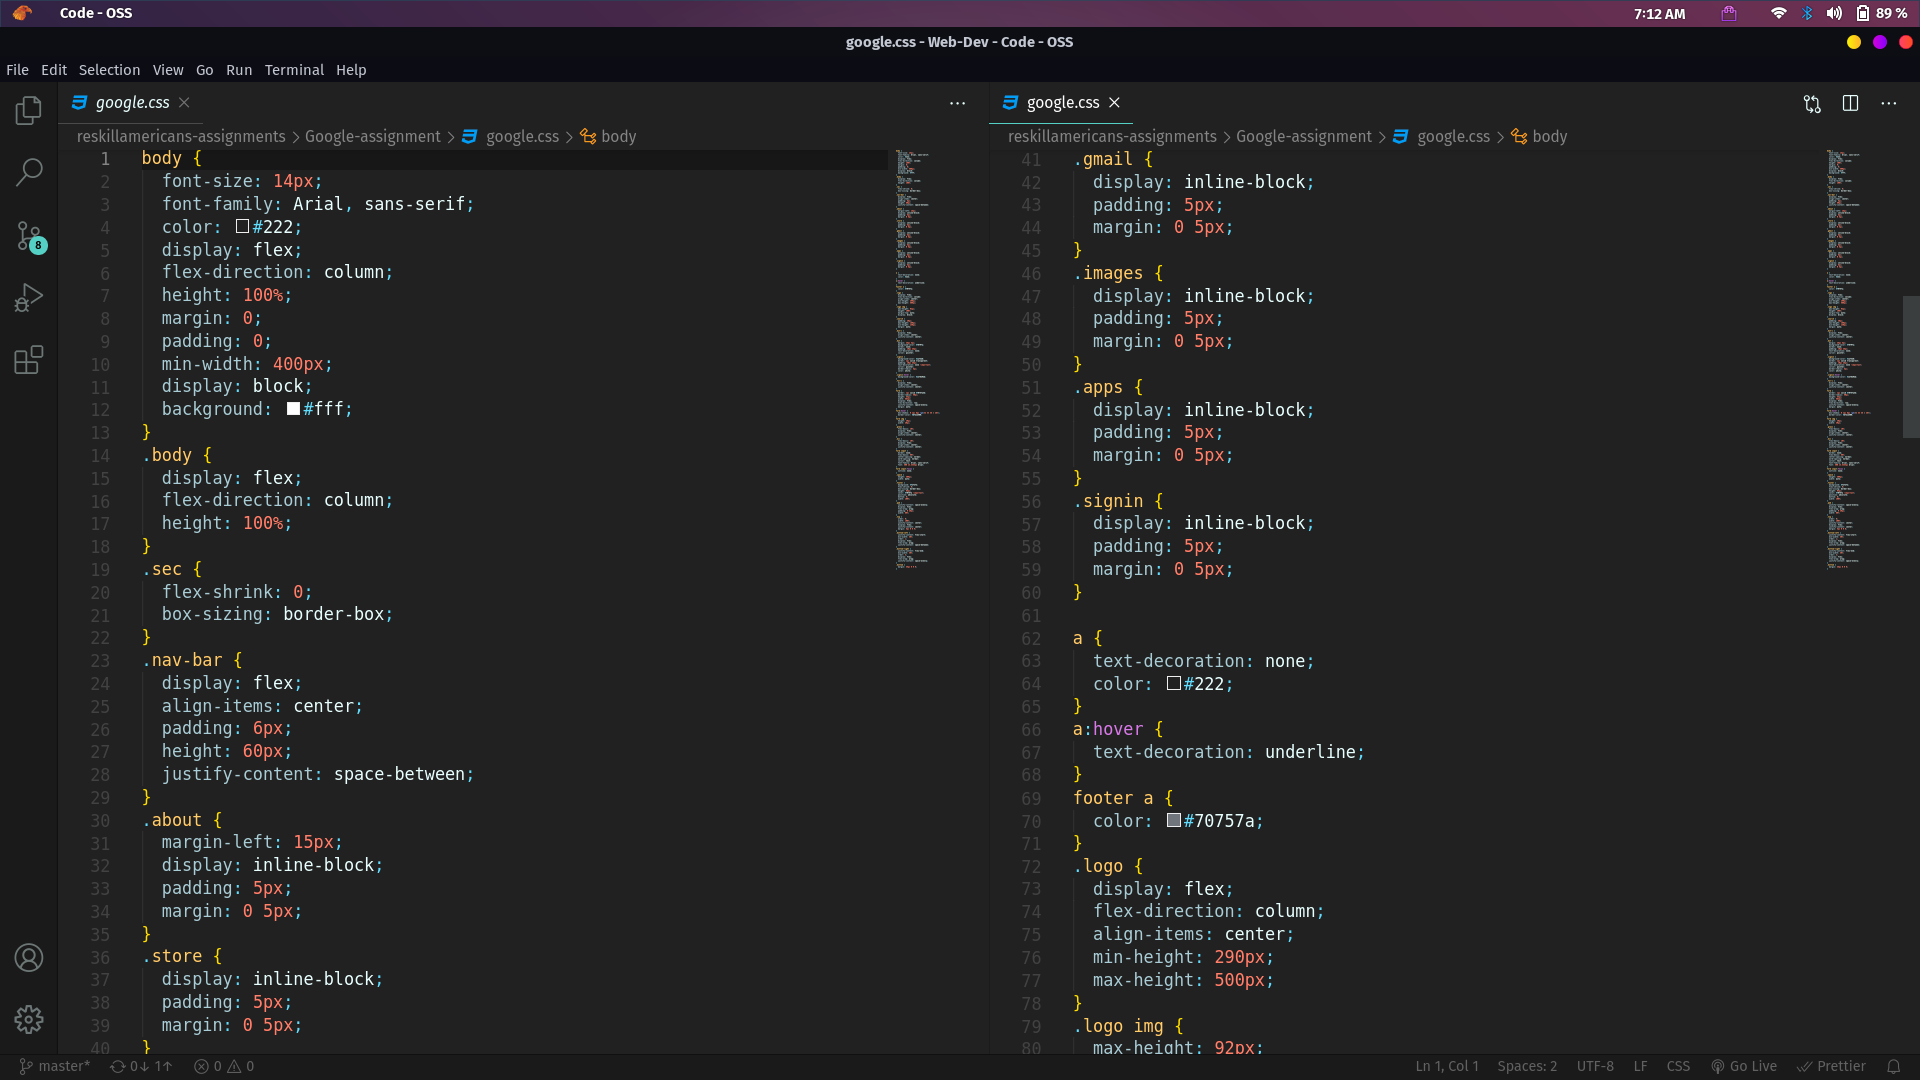 Code - OSS
7:12 AM
89 %
google.css - Web-Dev - Code - OSS
File Edit Selection View Go Run Terminal Help
google.css
reskillamericans-assignments > Google-assignment > google.css > body
8
1 body {
2 font-size: 14px;
3 font-family: Arial, sans-serif;
4 color: #222;
5 display: flex;
6 flex-direction: column;
7 height: 100%;
8 margin: 0;
9 padding: 0;
10 min-width: 400px;
11 display: block;
12 background: #fff;
13 }
14 .body {
15 display: flex;
16 flex-direction: column;
17 height: 100%;
18 }
19 .sec {
20 flex-shrink: 0;
21 box-sizing: border-box;
22 }
23 .nav-bar {
24 display: flex;
25 align-items: center;
26 padding: 6px;
27 height: 60px;
28 justify-content: space-between;
29 }
30 .about {
31 margin-left: 15px;
32 display: inline-block;
33 padding: 5px;
34 margin: 0 5px;
35 }
36 .store {
37 display: inline-block;
38 padding: 5px;
39 margin: 0 5px;
40 }
google.css
reskillamericans-assignments > Google-assignment > google.css > body
41 .gmail {
42 display: inline-block;
43 padding: 5px;
44 margin: 0 5px;
45 }
46 .images {
47 display: inline-block;
48 padding: 5px;
49 margin: 0 5px;
50 }
51 .apps {
52 display: inline-block;
53 padding: 5px;
54 margin: 0 5px;
55 }
56 .signin {
57 display: inline-block;
58 padding: 5px;
59 margin: 0 5px;
60 }
61
62 a {
63 text-decoration: none;
64 color: #222;
65 }
66 a:hover {
67 text-decoration: underline;
68 }
69 footer a {
70 color: #70757a;
71 }
72 .logo {
73 display: flex;
74 flex-direction: column;
75 align-items: center;
76 min-height: 290px;
77 max-height: 500px;
78 }
79 .logo img {
80 max-height: 92px;
master* 0↓ 1↑ 0 0
Ln 1, Col 1 Spaces: 2 UTF-8 LF CSS Go Live Prettier